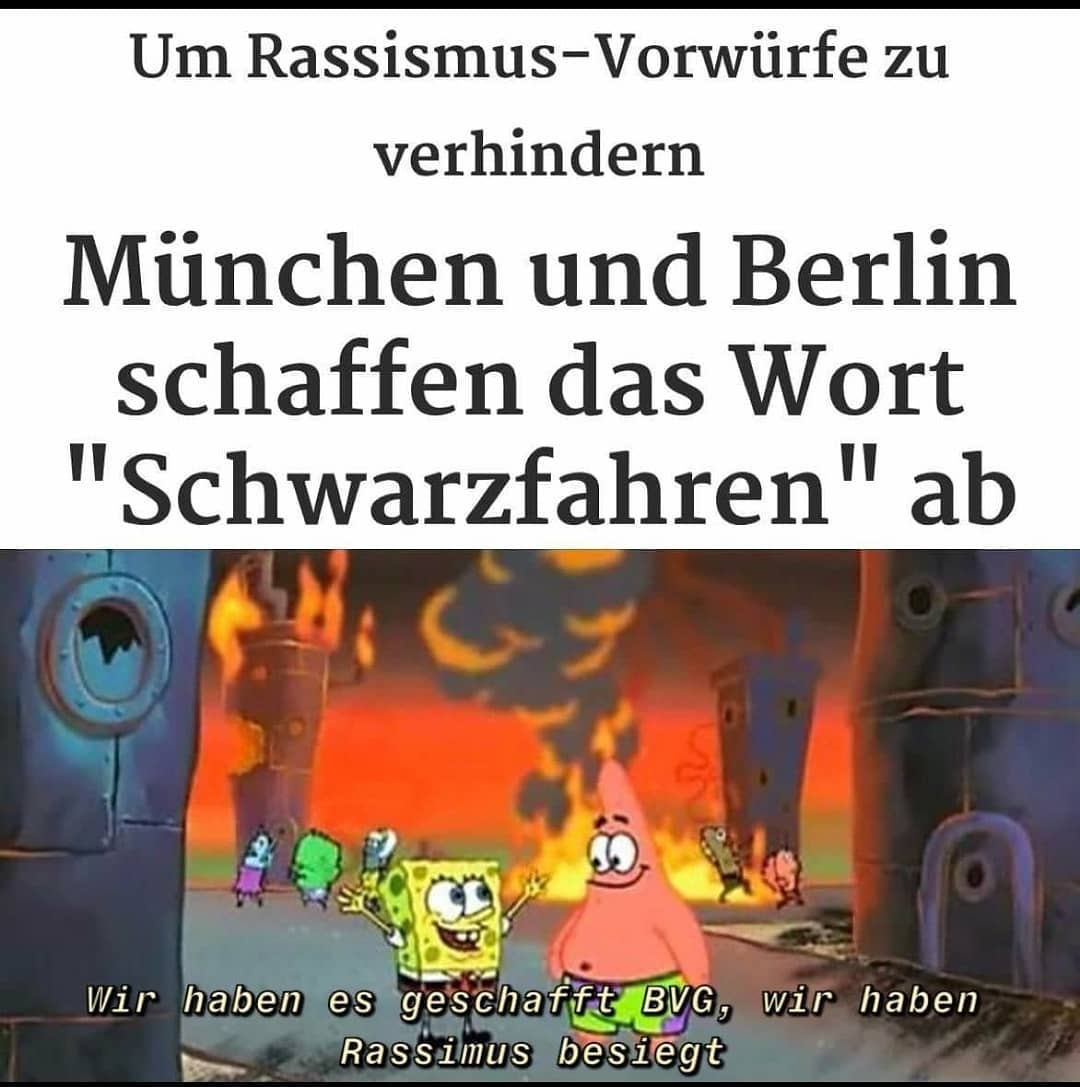 Um Rassismus-Vorwürfe zu
verhindern
München und Berlin
schaffen das Wort
"Schwarzfahren" ab
Wir haben es geschafft BVG, wir haben
Rassimus besiegt